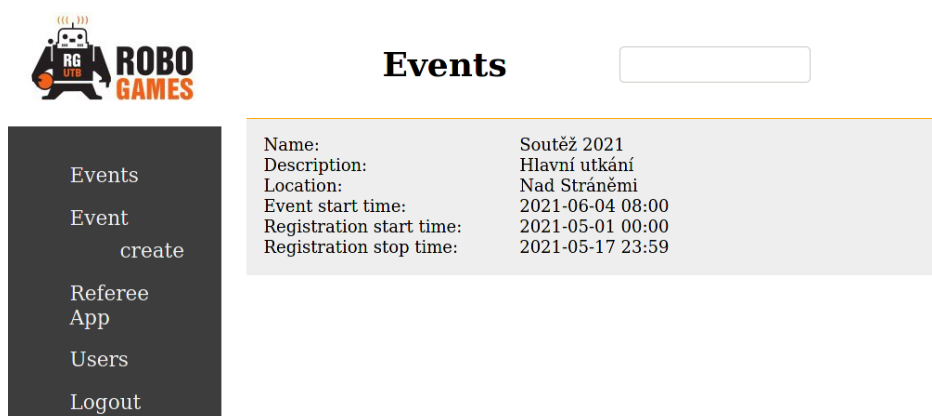 RG
UTB
ROBO
GAMES
Events
Events
Event
create
Referee
App
Users
Logout
Name: Soutěž 2021
Description: Hlavní utkání
Location: Nad Stráněmi
Event start time: 2021-06-04 08:00
Registration start time: 2021-05-01 00:00
Registration stop time: 2021-05-17 23:59